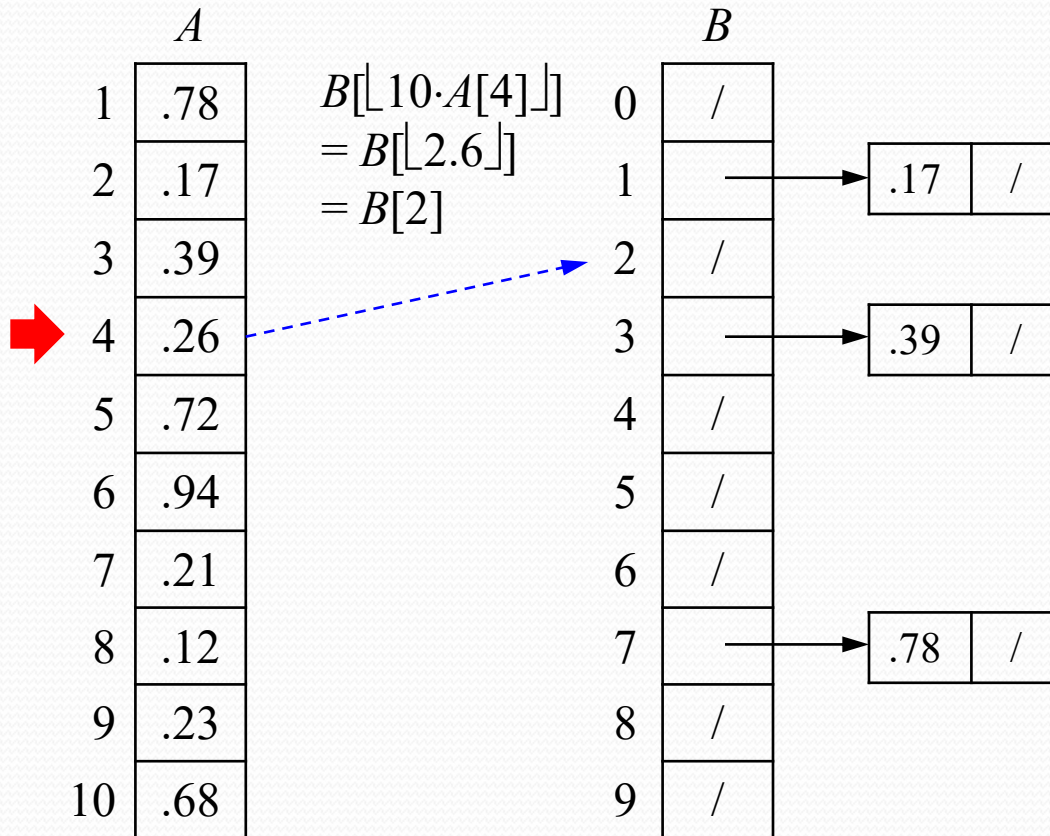 A B
1 .78 B[⌊10·A[4]⌋] 0 /
= B[⌊2.6⌋]
2 .17 = B[2] 1 .17 /
3 .39 2 /
4 .26 3 .39 /
5 .72 4 /
6 .94 5 /
7 .21 6 /
8 .12 7 .78 /
9 .23 8 /
10 .68 9 /